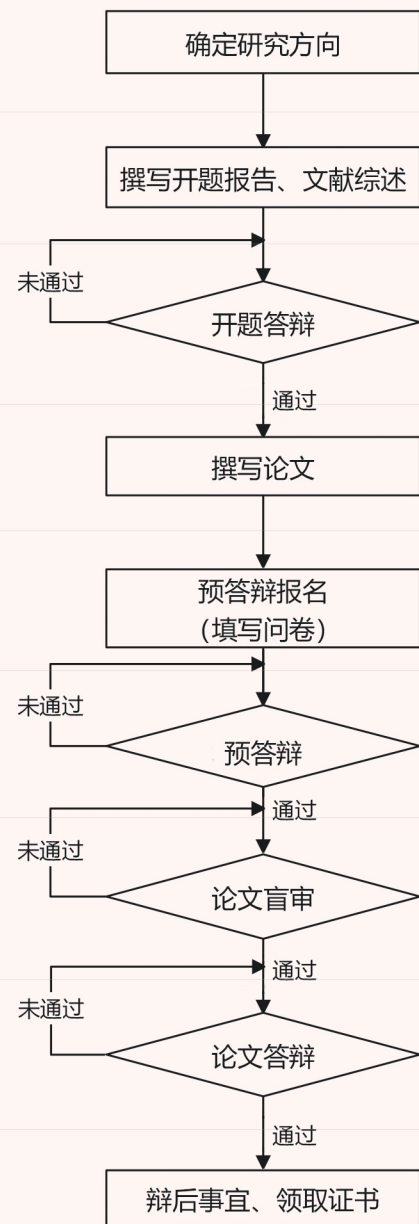 确定研究方向
撰写开题报告、文献综述
未通过
开题答辩
通过
撰写论文
预答辩报名
（填写问卷）
未通过
预答辩
通过
未通过
论文盲审
通过
未通过
论文答辩
通过
辩后事宜、领取证书